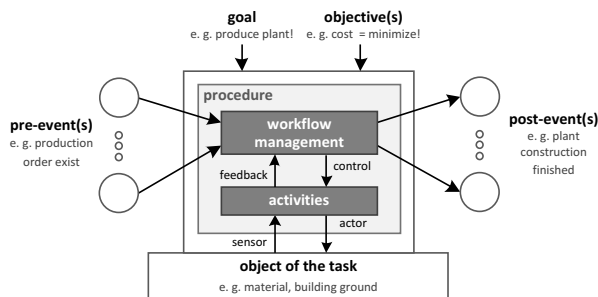 goal
e. g. produce plant!
objective(s)
e. g. cost = minimize!
procedure
pre-event(s)
e. g. production
order exist
workflow
management
post-event(s)
e. g. plant
construction
finished
feedback
control
activities
sensor
actor
object of the task
e. g. material, building ground